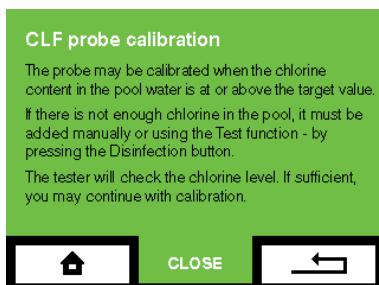 CLF probe calibration
The probe may be calibrated when the chlorine
content in the pool water is at or above the target value.
If there is not enough chlorine in the pool, it must be
added manually or using the Test function - by
pressing the Disinfection button.
The tester will check the chlorine level. If sufficient,
you may continue with calibration.
CLOSE